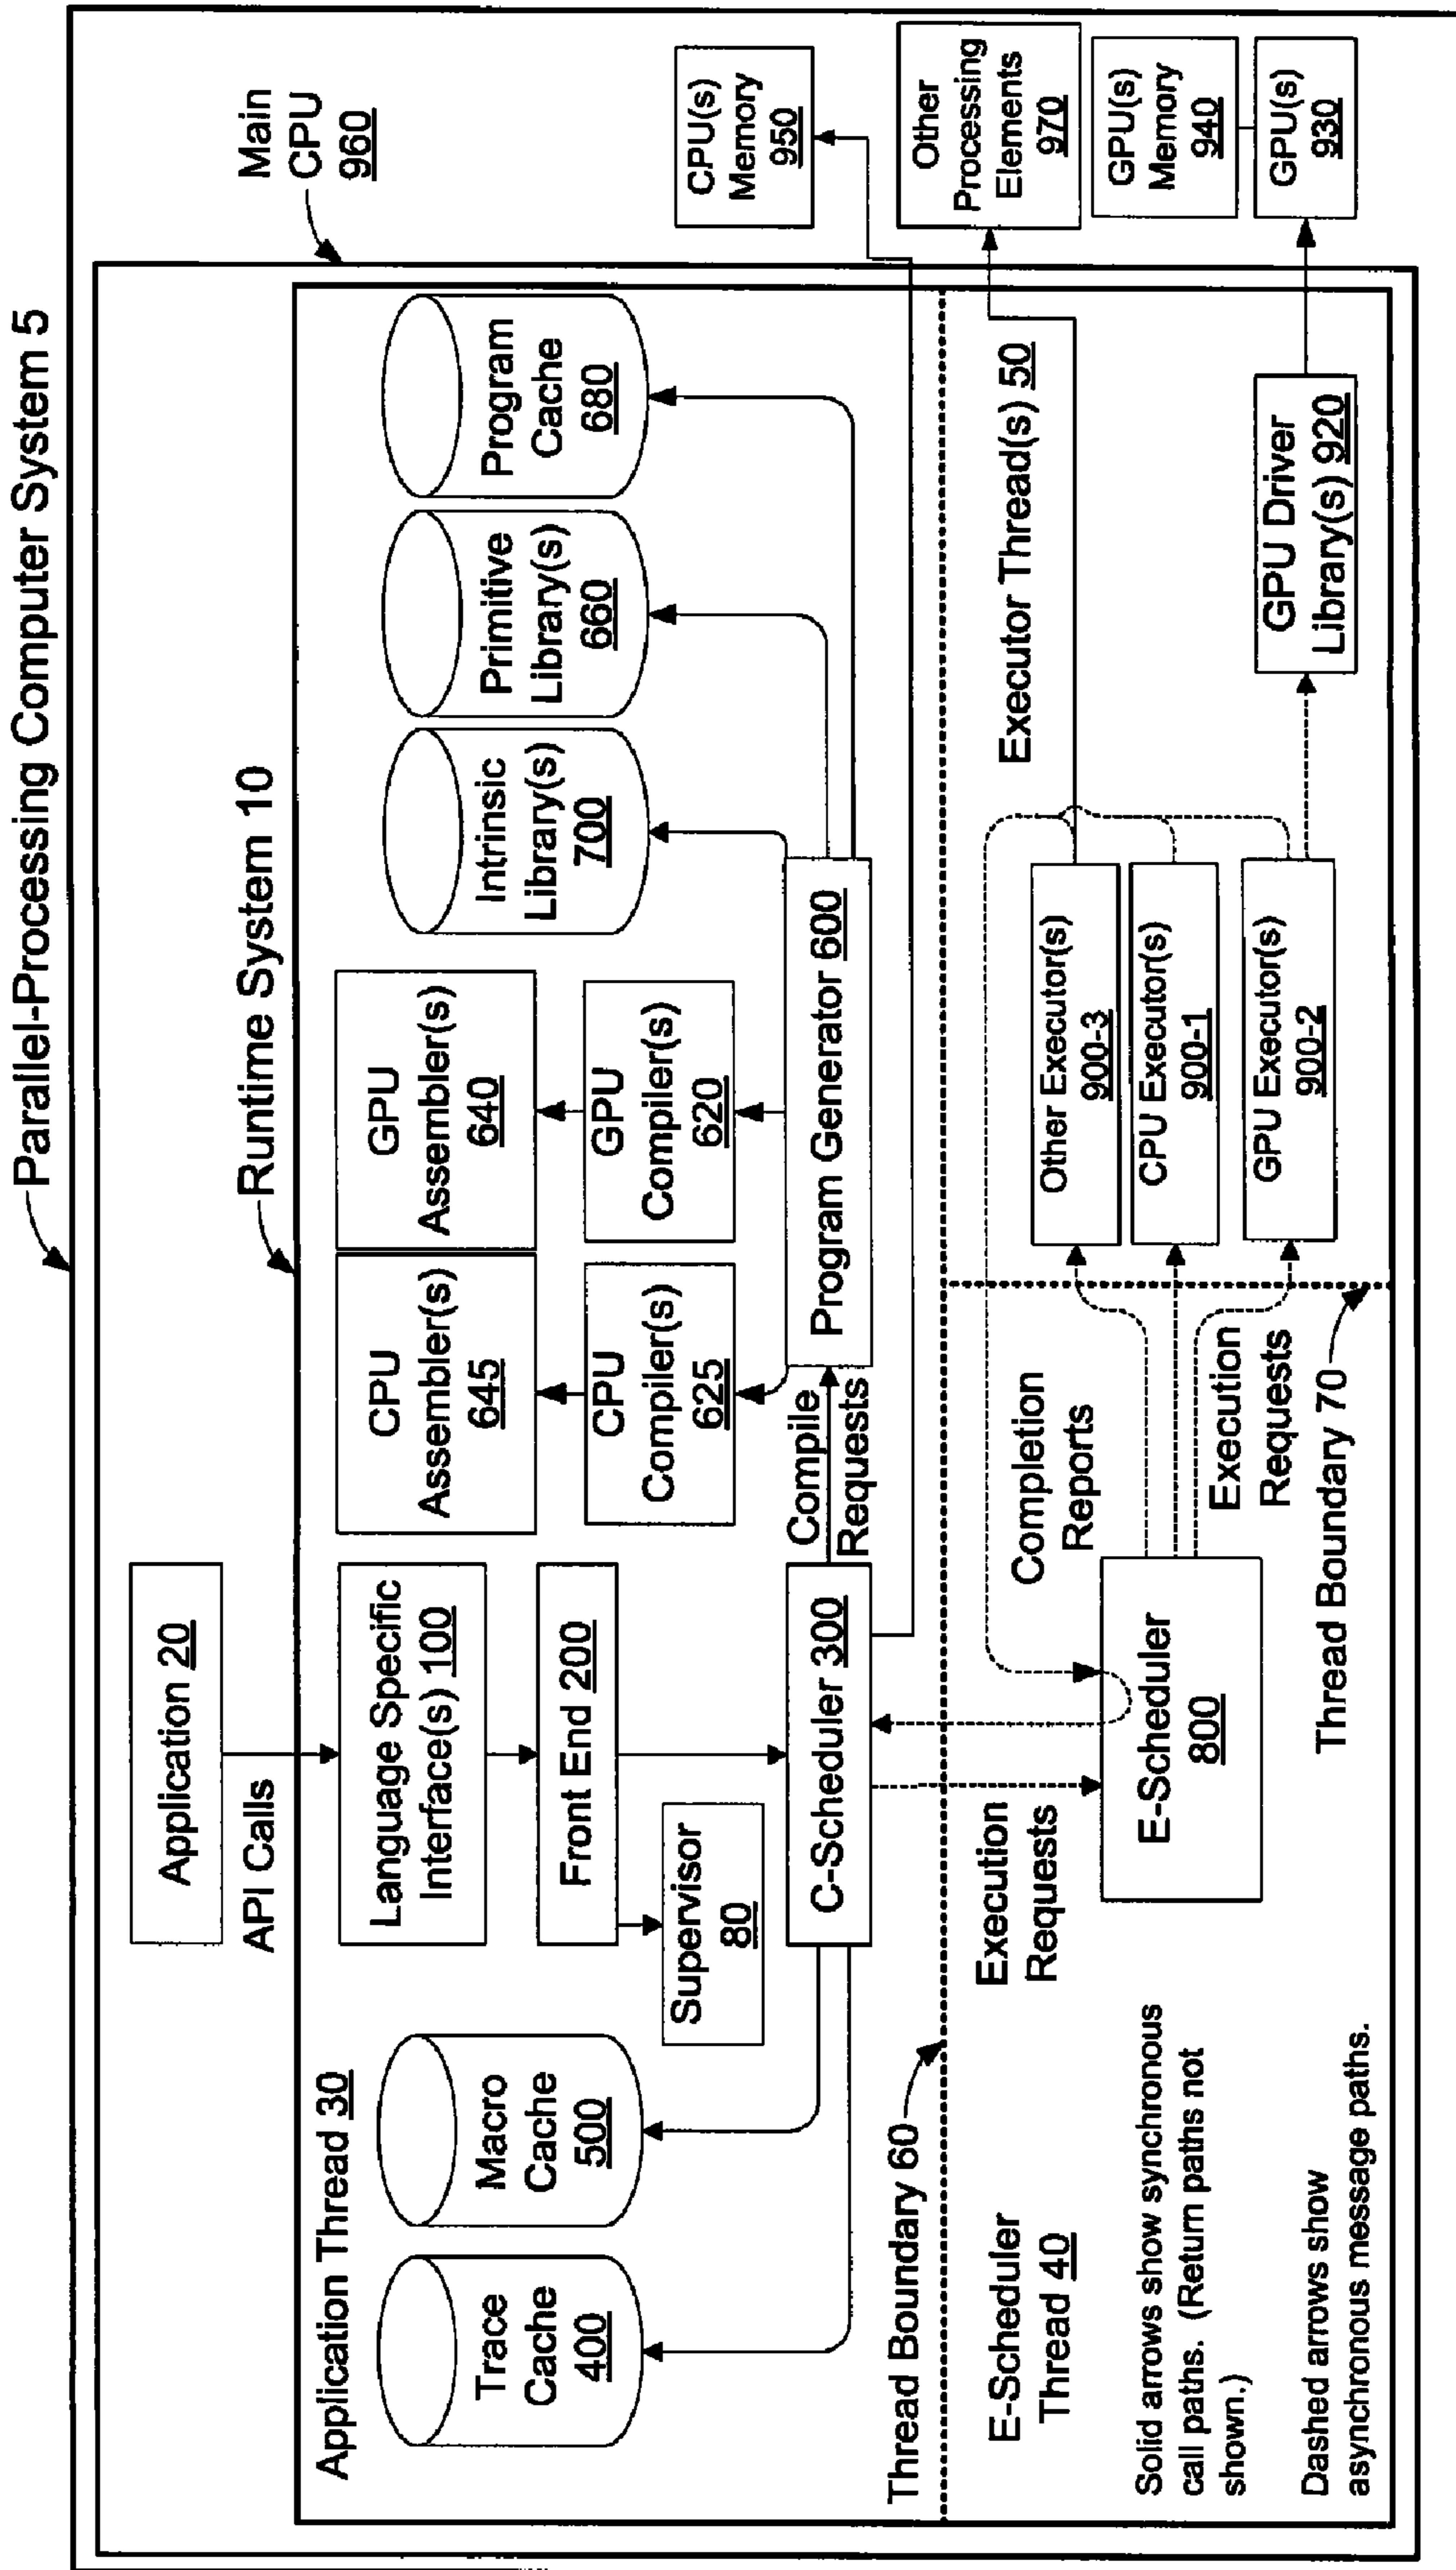 Parallel-Processing Computer System 5
Runtime System 10
Main
CPU
960
Application 20
API Calls
Application Thread 30
Language Specific
Interface(s) 100
Front End 200
Supervisor
80
C-Scheduler 300
Trace
Cache
400
Macro
Cache
500
CPU
Assembler(s)
645
GPU
Assembler(s)
640
CPU
Compiler(s)
625
GPU
Compiler(s)
620
Compile
Requests
Program Generator 600
Intrinsic
Library(s)
700
Primitive
Library(s)
660
Program
Cache
680
CPU(s)
Memory
950
Other
Processing
Elements
970
GPU(s)
Memory
940
GPU(s)
930
Thread Boundary 60
E-Scheduler
Thread 40
Execution
Requests
E-Scheduler
800
Completion
Reports
Execution
Requests
Thread Boundary 70
Executor Thread(s) 50
Other Executor(s)
900-3
CPU Executor(s)
900-1
GPU Executor(s)
900-2
GPU Driver
Library(s) 920
Solid arrows show synchronous
call paths. (Return paths not
shown.)
Dashed arrows show
asynchronous message paths.